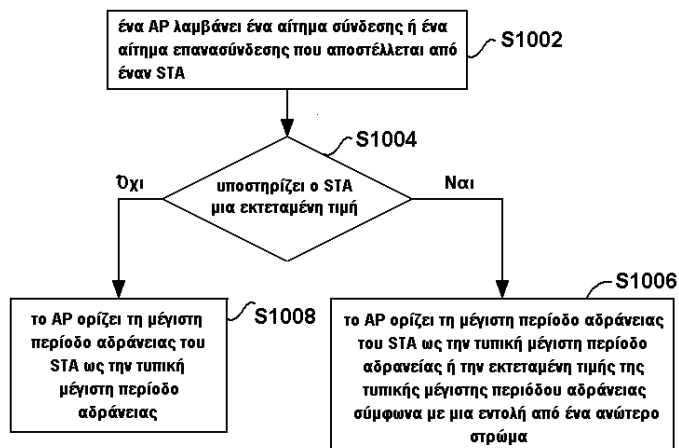 ένα AP λαμβάνει ένα αίτημα σύνδεσης ή ένα
αίτημα επανασύνδεσης που αποστέλλεται από
έναν STA
S1002
S1004
Όχι
υποστηρίζει ο STA
μια εκτεταμένη τιμή
Ναι
S1008
S1006
το AP ορίζει τη μέγιστη
περίοδο αδράνειας του
STA ως την τυπική
μέγιστη περίοδο
αδράνειας
το AP ορίζει τη μέγιστη περίοδο αδράνειας
του STA ως την τυπική μέγιστη περίοδο
αδρανείας ή την εκτεταμένη τιμής της
τυπικής μέγιστης περιόδου αδράνειας
σύμφωνα με μια εντολή από ένα ανώτερο
στρώμα